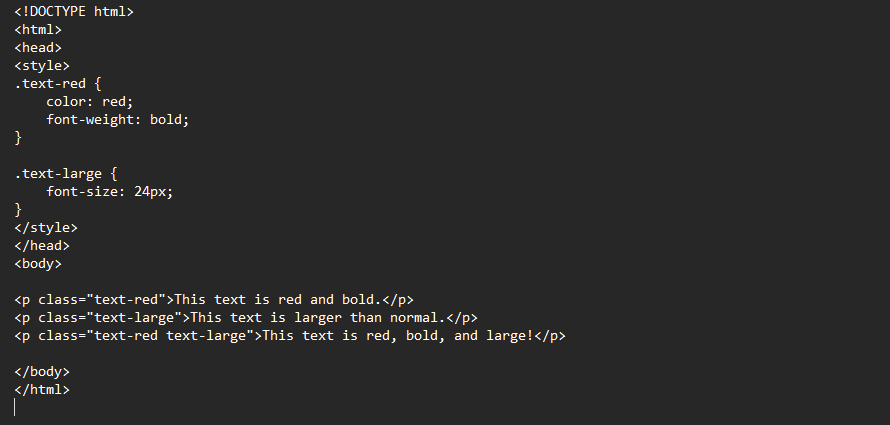 <!DOCTYPE html>
<html>
<head>
<style>
.text-red {
    color: red;
    font-weight: bold;
}

.text-large {
    font-size: 24px;
}
</style>
</head>
<body>

<p class="text-red">This text is red and bold.</p>
<p class="text-large">This text is larger than normal.</p>
<p class="text-red text-large">This text is red, bold, and large!</p>

</body>
</html>